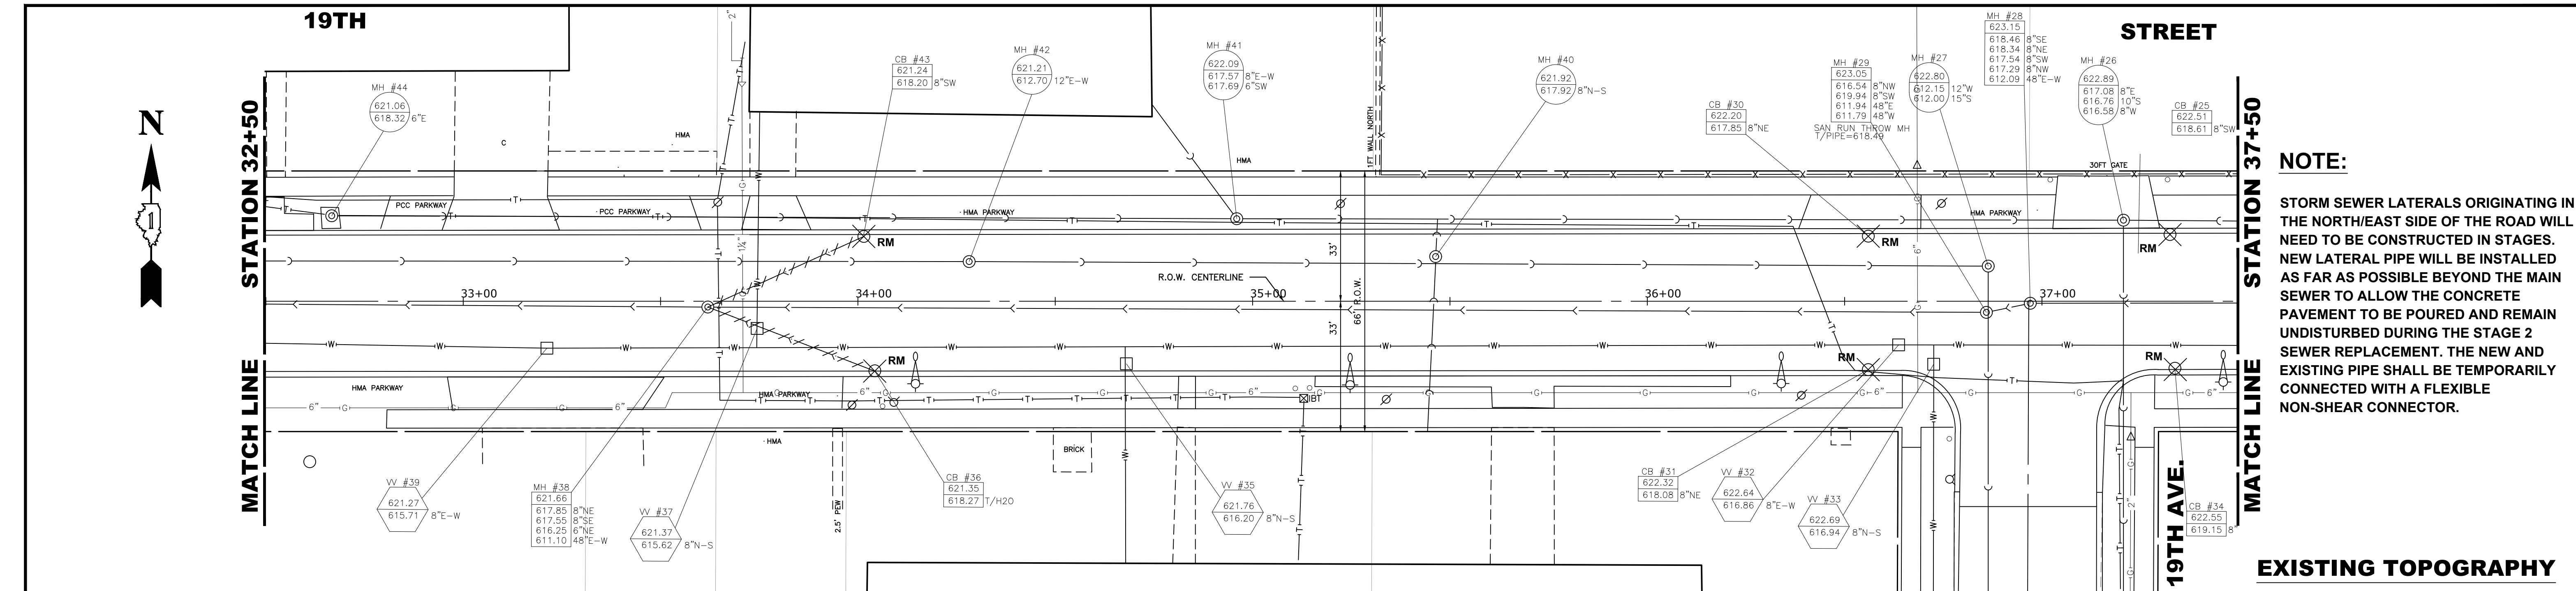 19TH
STREET
N
1
MATCH LINE STATION 32+50
MATCH LINE STATION 37+50
MH #44
621.06
618.32 6"E
2"
CB #43
621.24
618.20 8"SW
MH #42
621.21
612.70 12"E-W
MH #41
622.09
617.57 8"E-W
617.69 6"SW
MH #40
621.92
617.92 8"N-S
CB #30
622.20
617.85 8"NE
MH #29
623.05
616.54 8"NW
619.94 8"SW
611.94 48"E
611.79 48"W
SAN RUN THROW MH
T/PIPE=618.49
MH #27
622.80
612.15 12"W
612.00 15"S
MH #28
623.15
618.46 8"SE
618.34 8"NE
617.54 8"SW
617.29 8"NW
612.09 48"E-W
MH #26
622.89
617.08 8"E
616.76 10"S
616.58 8"W
CB #25
622.51
618.61 8"SW
C
HMA
HMA
1FT WALL NORTH
30FT GATE
PCC PARKWAY
PCC PARKWAY
HMA PARKWAY
HMA PARKWAY
RM
RM
RM
1¼"
6"
33'
33'
66' R.O.W.
R.O.W. CENTERLINE
33+00
34+00
35+00
36+00
37+00
RM
RM
RM
HMA PARKWAY
HMA PARKWAY
6"
6"
6"
6"
6"
6"
6"
IBT
HMA
2.5' PEW
BRICK
2"
VV #39
621.27
615.71 8"E-W
MH #38
621.66
617.85 8"NE
617.55 8"SE
616.25 6"NE
611.10 48"E-W
VV #37
621.37
615.62 8"N-S
CB #36
621.35
618.27 T/H2O
VV #35
621.76
616.20 8"N-S
CB #31
622.32
618.08 8"NE
VV #32
622.64
616.86 8"E-W
VV #33
622.69
616.94 8"N-S
CB #34
622.55
619.15 8"
19TH AVE.
NOTE:
STORM SEWER LATERALS ORIGINATING IN
THE NORTH/EAST SIDE OF THE ROAD WILL
NEED TO BE CONSTRUCTED IN STAGES.
NEW LATERAL PIPE WILL BE INSTALLED
AS FAR AS POSSIBLE BEYOND THE MAIN
SEWER TO ALLOW THE CONCRETE
PAVEMENT TO BE POURED AND REMAIN
UNDISTURBED DURING THE STAGE 2
SEWER REPLACEMENT. THE NEW AND
EXISTING PIPE SHALL BE TEMPORARILY
CONNECTED WITH A FLEXIBLE
NON-SHEAR CONNECTOR.
EXISTING TOPOGRAPHY